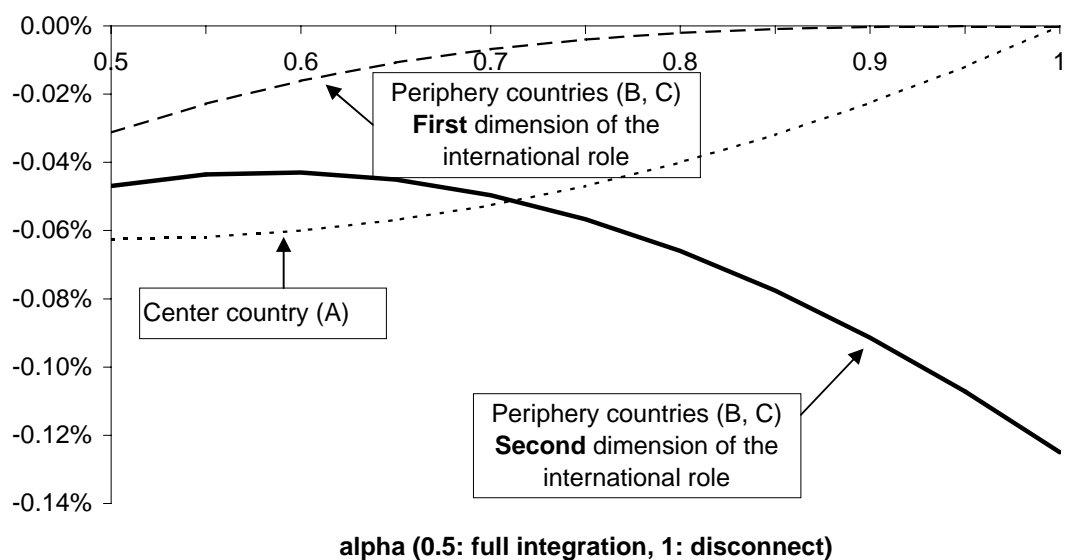 0.00%
0.5 0.6 0.7 0.8 0.9 1
-0.02%
Periphery countries (B, C)
First dimension of the
international role
-0.04%
-0.06%
-0.08%
Center country (A)
-0.10%
Periphery countries (B, C)
Second dimension of the
international role
-0.12%
-0.14%
alpha (0.5: full integration, 1: disconnect)